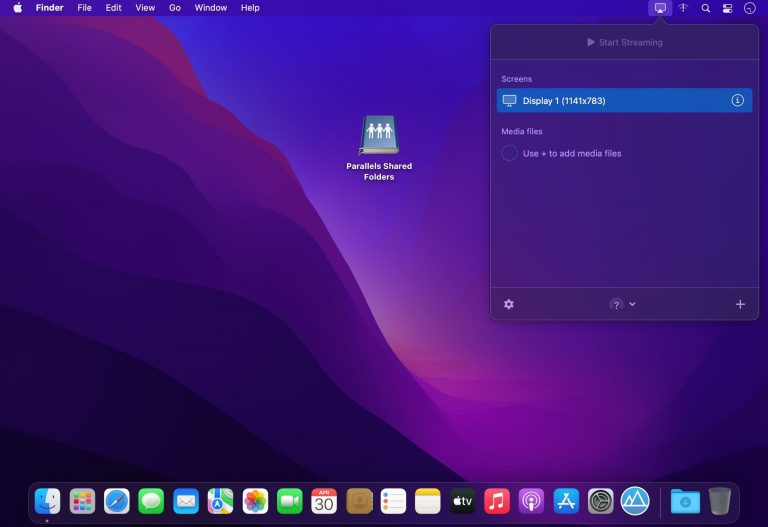 Finder File Edit View Go Window Help
Start Streaming
Screens
Display 1 (1141x783)
Media files
Use + to add media files
Parallels Shared
Folders
APR
30
tv